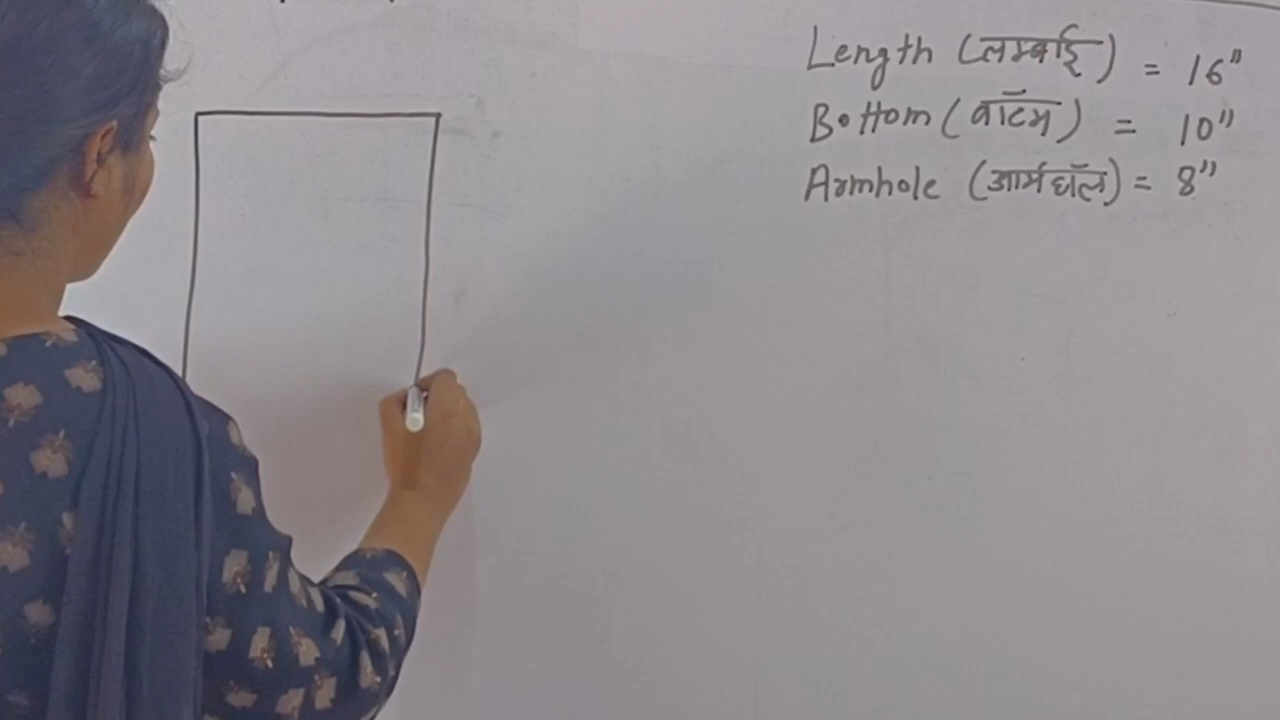 Length (लम्बाई) = 16"
Bottom (बॉटम) = 10"
Armhole (आर्महॉल) = 8"